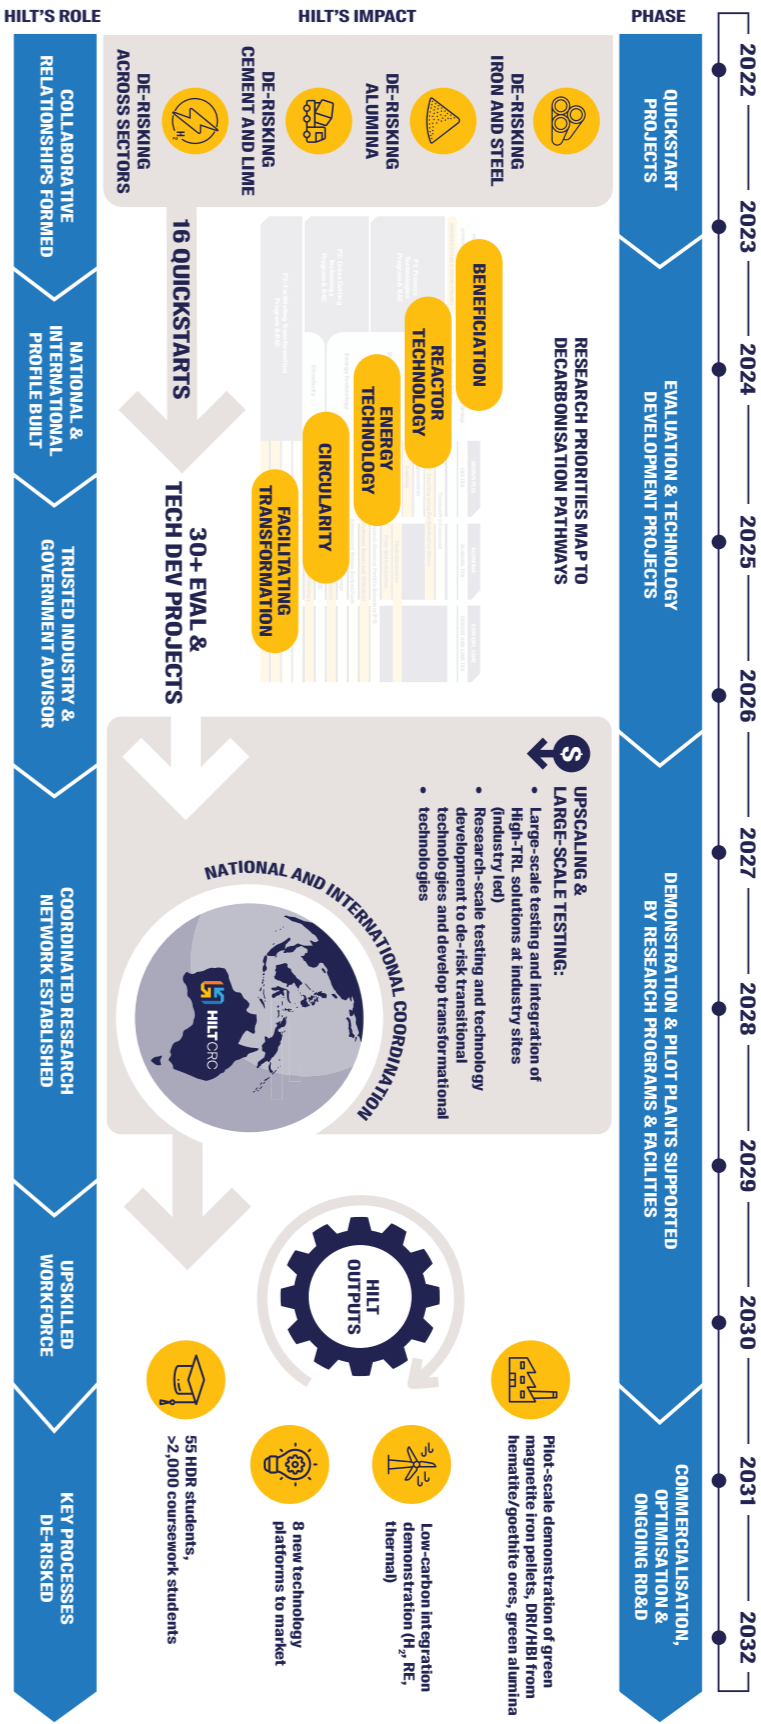 2022
2023
2024
2025
2026
2027
2028
2029
2030
2031
2032
PHASE
QUICKSTART
PROJECTS
EVALUATION & TECHNOLOGY
DEVELOPMENT PROJECTS
DEMONSTRATION & PILOT PLANTS SUPPORTED
BY RESEARCH PROGRAMS & FACILITIES
COMMERCIALISATION,
OPTIMISATION &
ONGOING RD&D
HILT'S IMPACT
DE-RISKING
IRON AND STEEL
DE-RISKING
ALUMINA
DE-RISKING
CEMENT AND LIME
H2
DE-RISKING
ACROSS SECTORS
16 QUICKSTARTS
RESEARCH PRIORITIES MAP TO
DECARBONISATION PATHWAYS
BENEFICIATION
REACTOR
TECHNOLOGY
ENERGY
TECHNOLOGY
CIRCULARITY
FACILITATING
TRANSFORMATION
30+ EVAL &
TECH DEV PROJECTS
$
UPSCALING &
LARGE-SCALE TESTING:
• Large-scale testing and integration of
High-TRL solutions at industry sites
(industry led)
• Research-scale testing and technology
development to de-risk transitional
technologies and develop transformational
• technologies
NATIONAL AND INTERNATIONAL COORDINATION
HILTCRC
HILT
OUTPUTS
Pilot-scale demonstration of green
magnetite iron pellets, DRI/HBI from
hematite/goethite ores, green alumina
Low-carbon integration
demonstration (H2, RE,
thermal)
8 new technology
platforms to market
55 HDR students,
>2,000 coursework students
HILT'S ROLE
COLLABORATIVE
RELATIONSHIPS FORMED
NATIONAL &
INTERNATIONAL
PROFILE BUILT
TRUSTED INDUSTRY &
GOVERNMENT ADVISOR
COORDINATED RESEARCH
NETWORK ESTABLISHED
UPSKILLED
WORKFORCE
KEY PROCESSES
DE-RISKED